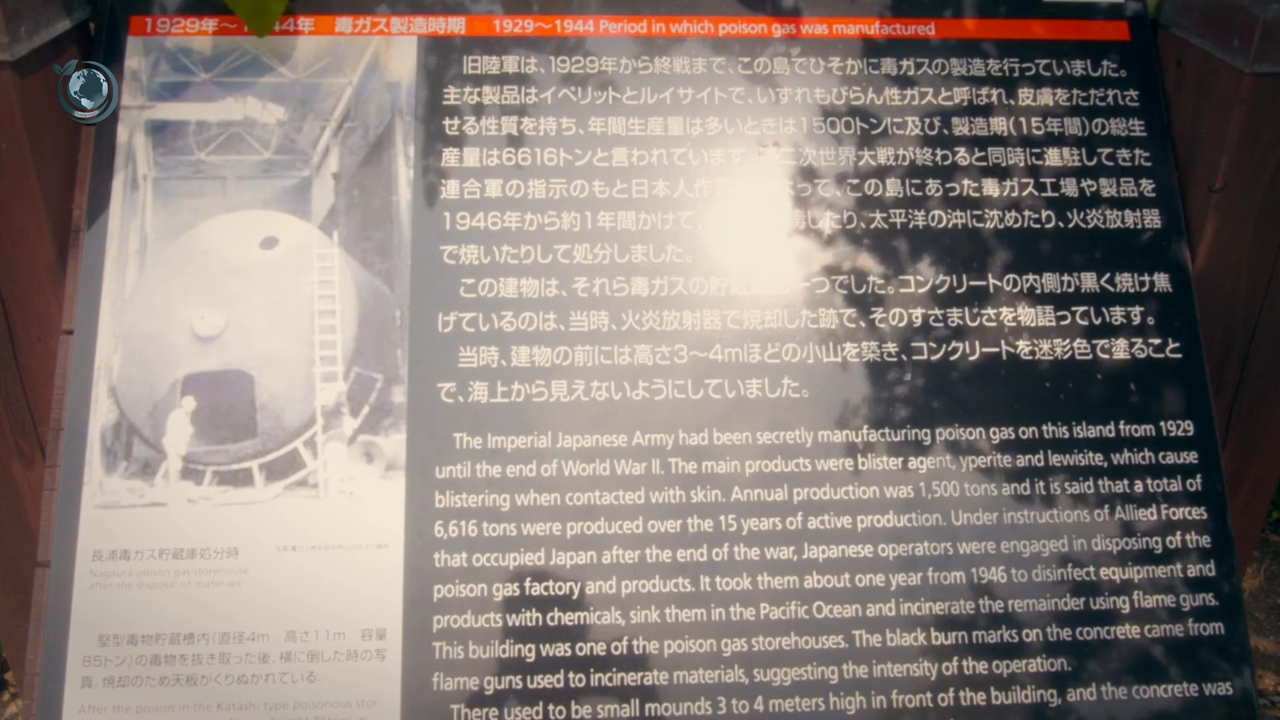 1929年～ 44年 毒ガス製造時期 1929～1944 Period in which poison gas was manufactured
旧陸軍は、1929年から終戦まで、この島でひそかに毒ガスの製造を行っていました。
主な製品はイペリットとルイサイトで、いずれもびらん性ガスと呼ばれ、皮膚をただれさ
せる性質を持ち、年間生産量は多いときは1500トンに及び、製造期(15年間)の総生
産量は6616トンと言われています 二次世界大戦が終わると同時に進駐してきた
連合軍の指示のもと日本人作 よって、この島にあった毒ガス工場や製品を
1946年から約1年間かけて、 したり、太平洋の沖に沈めたり、火炎放射器
で焼いたりして処分しました。
この建物は、それら毒ガスの貯 一つでした。コンクリートの内側が黒く焼け焦
げているのは、当時、火炎放射器で焼却した跡で、そのすさまじさを物語っています。
当時、建物の前には高さ3～4mほどの小山を築き、コンクリートを迷彩色で塗ること
で、海上から見えないようにしていました。
The Imperial Japanese Army had been secretly manufacturing poison gas on this island from 1929
until the end of World War II. The main products were blister agent, yperite and lewisite, which cause
blistering when contacted with skin. Annual production was 1,500 tons and it is said that a total of
6,616 tons were produced over the 15 years of active production. Under instructions of Allied Forces
that occupied Japan after the end of the war, Japanese operators were engaged in disposing of the
poison gas factory and products. It took them about one year from 1946 to disinfect equipment and
products with chemicals, sink them in the Pacific Ocean and incinerate the remainder using flame guns.
This building was one of the poison gas storehouses. The black burn marks on the concrete came from
flame guns used to incinerate materials, suggesting the intensity of the operation.
There used to be small mounds 3 to 4 meters high in front of the building, and the concrete was
長浦毒ガス貯蔵庫処分時
Nagaura poison gas storehouse
after the disposal of materials
堅型毒物貯蔵槽内(直径4m 高さ11m 容量
85トン)の毒物を抜き取った後、横に倒した時の写
真。焼却のため天板がくりぬかれている。
After the poison in the Katashi type poisonous stor-